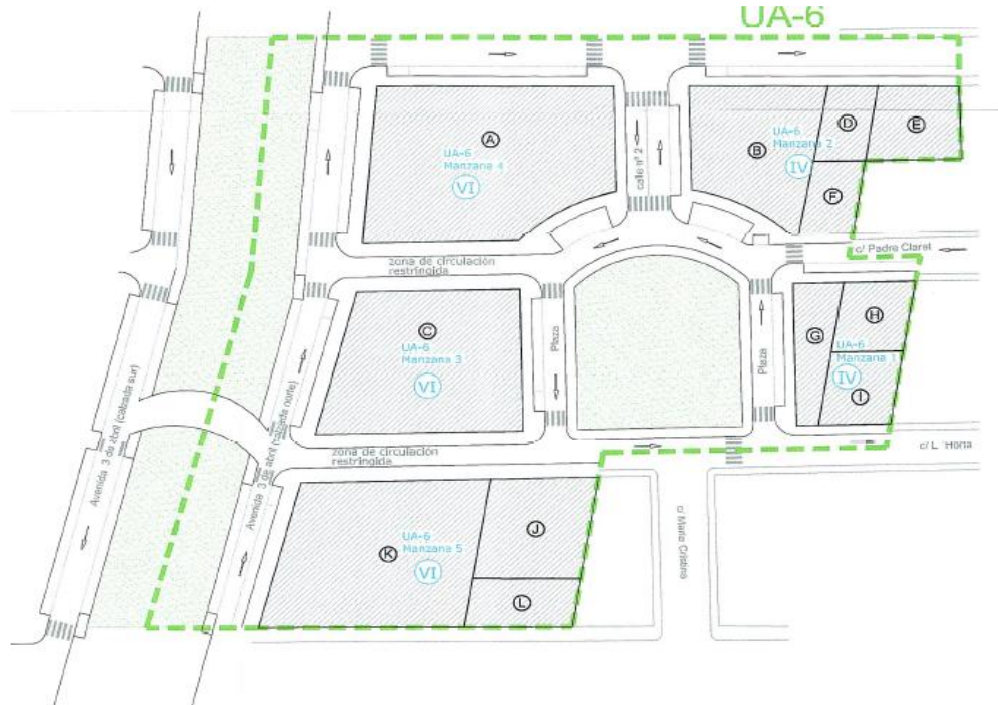 UA-6
A
UA-6
Manzana 4
VI
calle nº 2
B
UA-6
Manzana 2
IV
D
E
F
c/ Padre Claret
zona de circulación
restringida
C
UA-6
Manzana 3
VI
Plaza
Plaza
G
H
UA-6
Manzana 1
IV
I
Avenida 3 de abril (calzada sur)
Avenida 3 de abril (calzada norte)
zona de circulación
restringida
c/ L´Horta
K
UA-6
Manzana 5
VI
J
L
c/ María Cristina